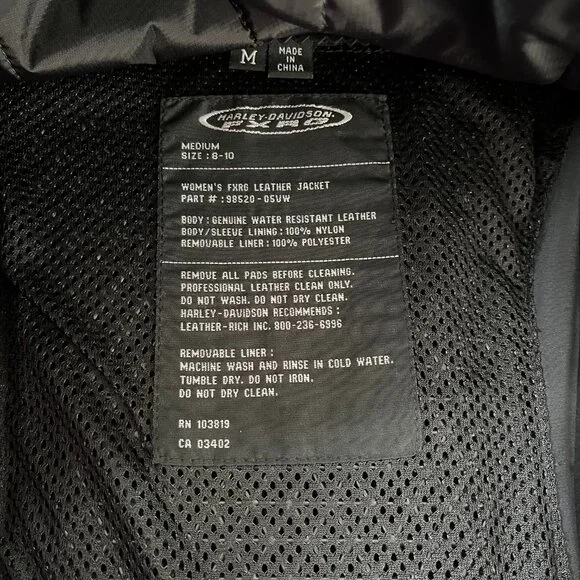 M
MADE
IN
CHINA
HARLEY-DAVIDSON
FXRG
MEDIUM
SIZE : 8-10
WOMEN'S FXRG LEATHER JACKET
PART # : 98520-05VW
BODY : GENUINE WATER RESISTANT LEATHER
BODY/SLEEVE LINING : 100% NYLON
REMOVABLE LINER : 100% POLYESTER
REMOVE ALL PADS BEFORE CLEANING.
PROFESSIONAL LEATHER CLEAN ONLY.
DO NOT WASH. DO NOT DRY CLEAN.
HARLEY-DAVIDSON RECOMMENDS :
LEATHER-RICH INC. 800-236-6996
REMOVABLE LINER :
MACHINE WASH AND RINSE IN COLD WATER.
TUMBLE DRY. DO NOT IRON.
DO NOT DRY CLEAN.
RN 103819
CA 03402